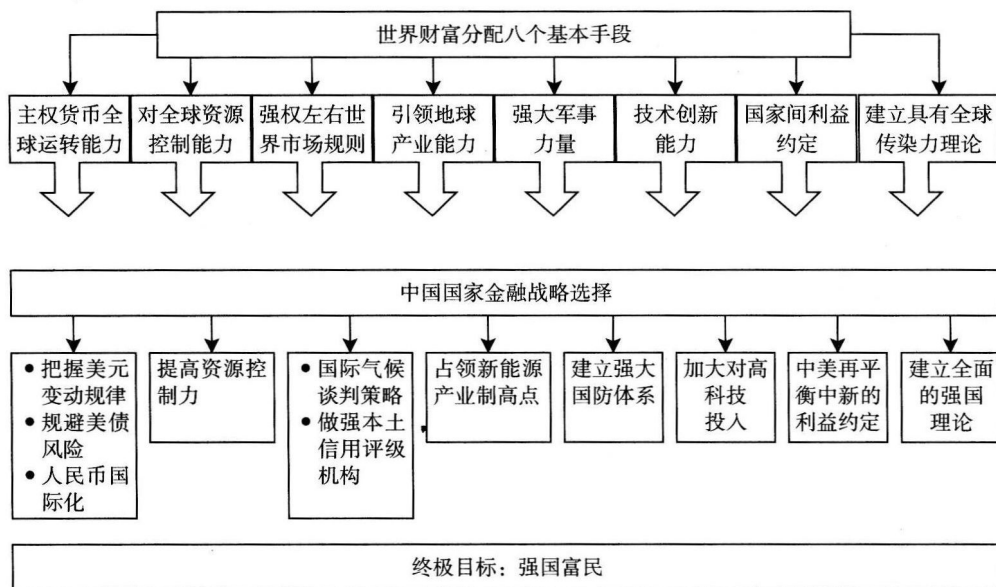 世界财富分配八个基本手段
主权货币全
球运转能力
对全球资源
控制能力
强权左右世
界市场规则
引领地球
产业能力
强大军事
力量
技术创新
能力
国家间利益
约定
建立具有全球
传染力理论
中国国家金融战略选择
● 把握美元
变动规律
● 规避美债
风险
● 人民币国
际化
提高资源控
制力
● 国际气候
谈判策略
● 做强本土
信用评级
机构
占领新能源
产业制高点
建立强大
国防体系
加大对高
科技
投入
中美再平
衡中新的
利益约定
建立全面
的强国
理论
终极目标：强国富民